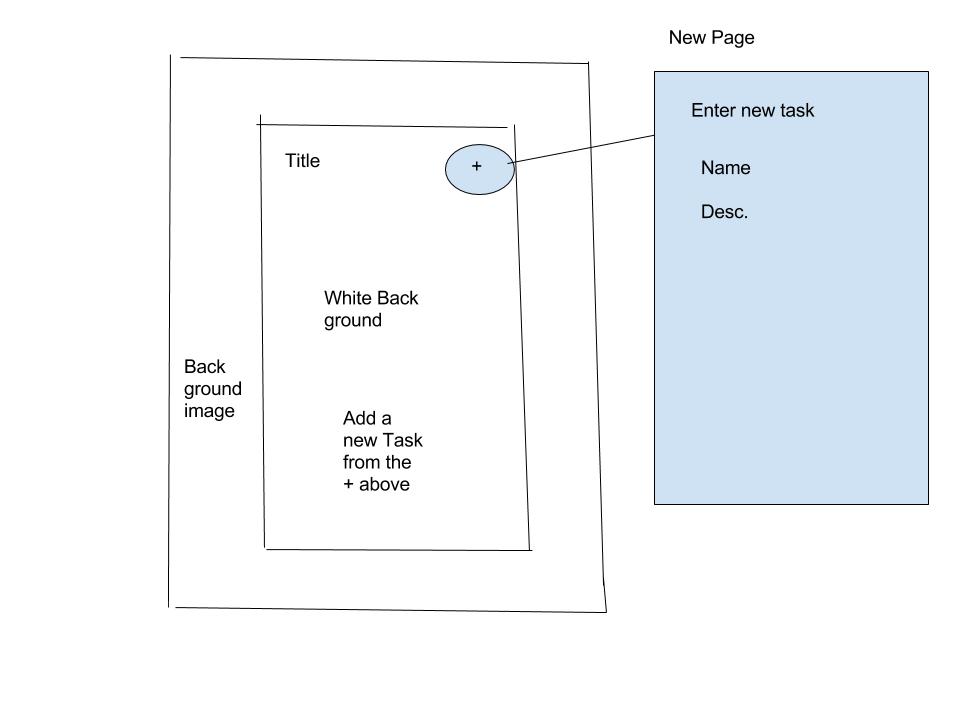 New Page
Enter new task
Name
Desc.
Title
+
White Back
ground
Back
ground
image
Add a
new Task
from the
+ above